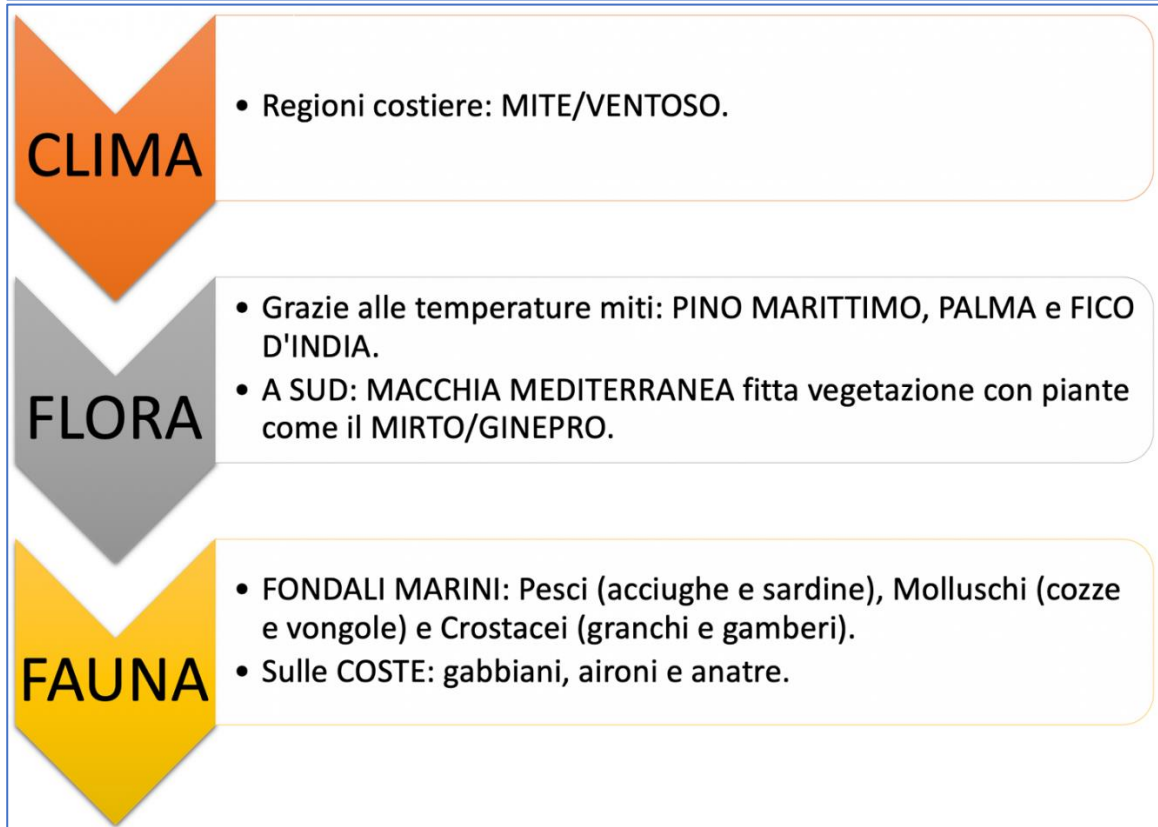 CLIMA
• Regioni costiere: MITE/VENTOSO.
FLORA
• Grazie alle temperature miti: PINO MARITTIMO, PALMA e FICO
D'INDIA.
• A SUD: MACCHIA MEDITERRANEA fitta vegetazione con piante
come il MIRTO/GINEPRO.
FAUNA
• FONDALI MARINI: Pesci (acciughe e sardine), Molluschi (cozze
e vongole) e Crostacei (granchi e gamberi).
• Sulle COSTE: gabbiani, aironi e anatre.